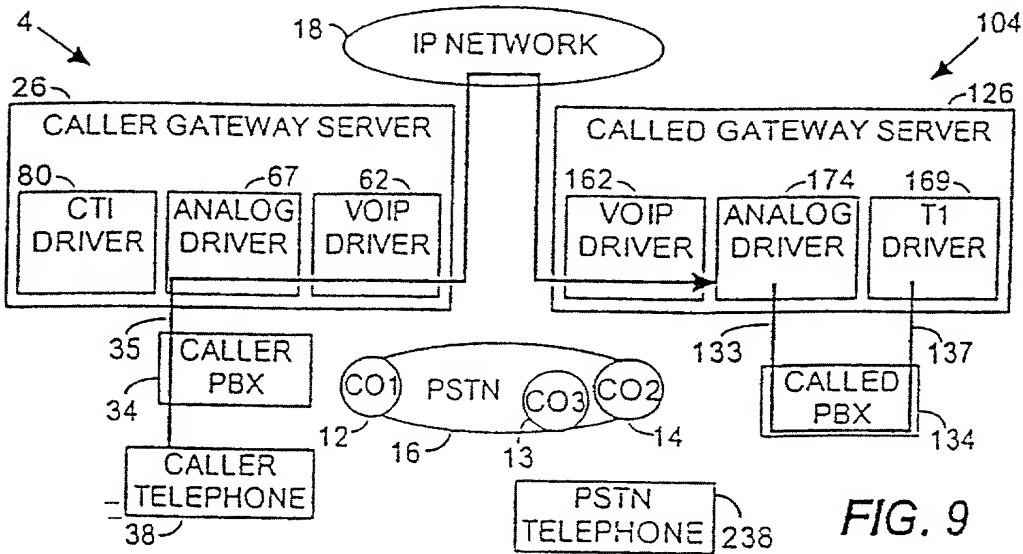 4
18
IP NETWORK
104
26
126
CALLER GATEWAY SERVER
CALLED GATEWAY SERVER
80
67
62
162
174
169
CTI
DRIVER
ANALOG
DRIVER
VOIP
DRIVER
VOIP
DRIVER
ANALOG
DRIVER
T1
DRIVER
35
CALLER
PBX
34
133
137
CALLED
PBX
134
CO1
PSTN
CO3
CO2
12
16
13
14
CALLER
TELEPHONE
38
PSTN
TELEPHONE
238
FIG. 9